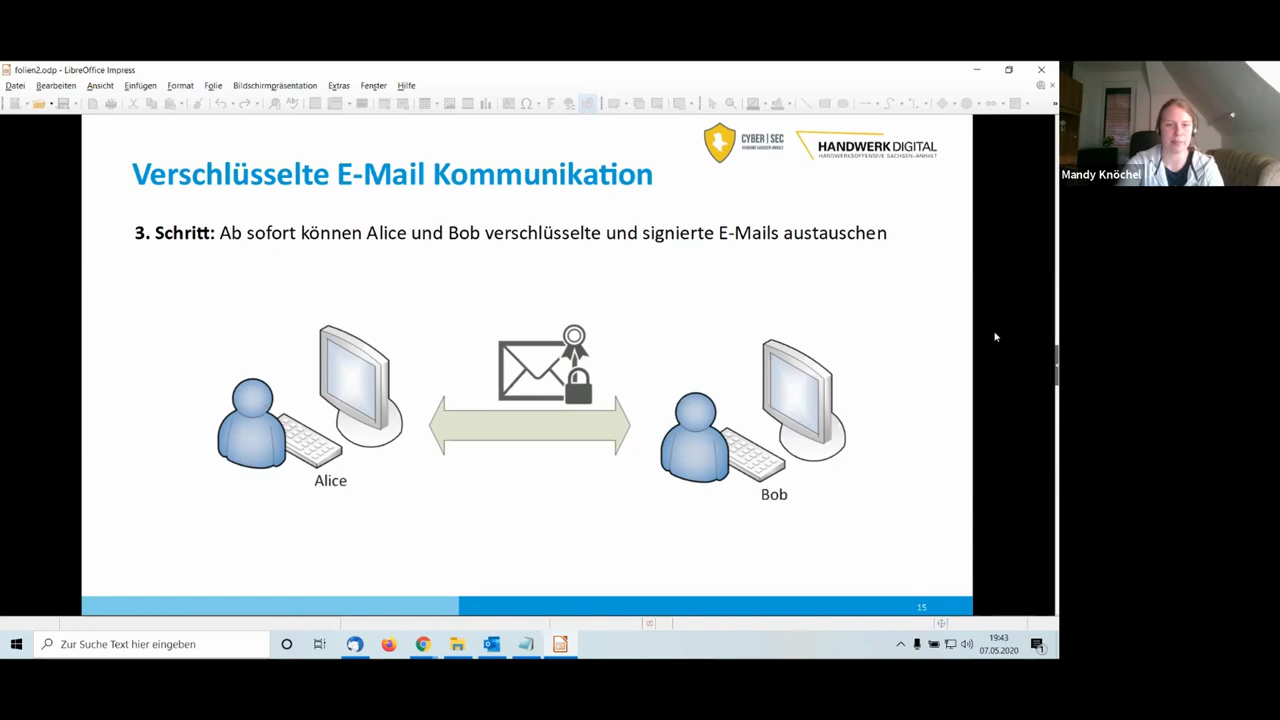 folien2.odp - LibreOffice Impress
Datei Bearbeiten Ansicht Einfügen Format Folie Bildschirmpräsentation Extras Fenster Hilfe
CYBER | SEC
HANDWERK DIGITAL
HANDWERKSOFFENSIVE SACHSEN-ANHALT
Verschlüsselte E-Mail Kommunikation
Mandy Knöchel
3. Schritt: Ab sofort können Alice und Bob verschlüsselte und signierte E-Mails austauschen
Alice
Bob
15
Zur Suche Text hier eingeben
19:43
07.05.2020
1